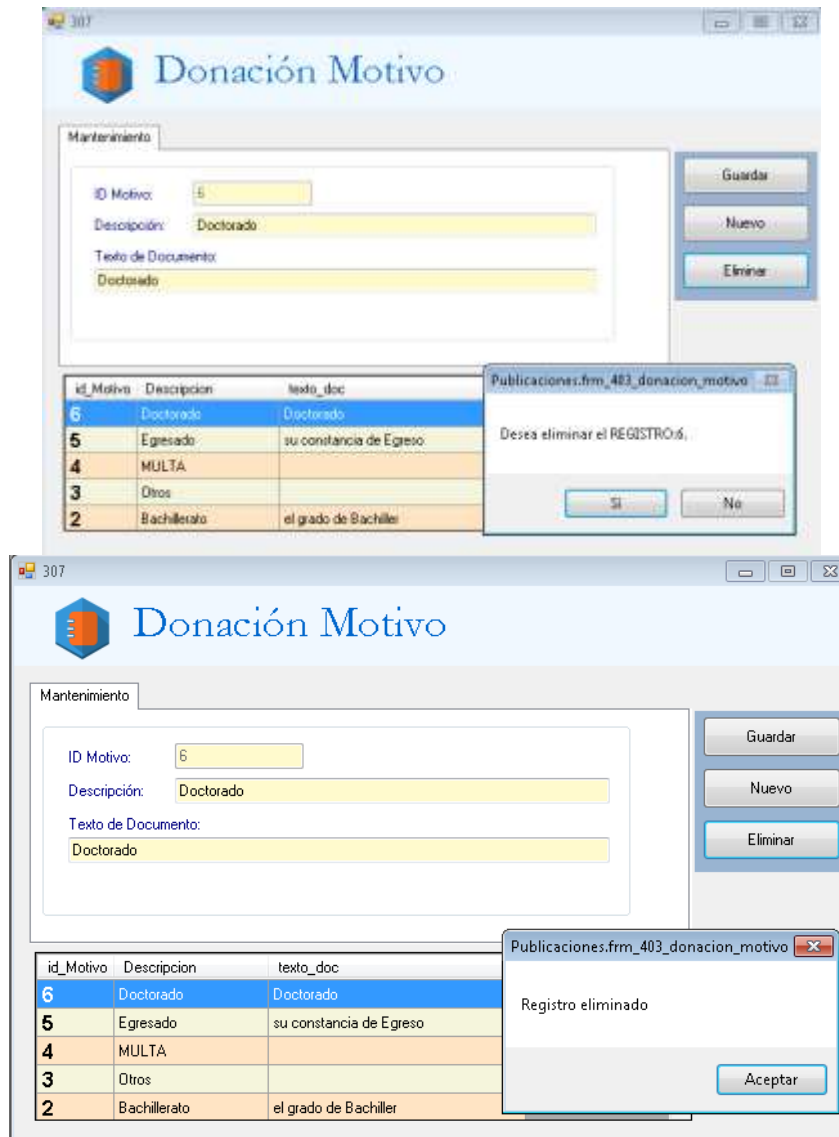 307
Donación Motivo
Mantenimiento
ID Motivo: 6
Descripción: Doctorado
Texto de Documento:
Doctorado
Guardar
Nuevo
Eliminar
id_Motivo Descripcion texto_doc
6 Doctorado Doctorado
5 Egresado su constancia de Egreso
4 MULTA
3 Otros
2 Bachillerato el grado de Bachiller
Publicaciones.frm_403_donacion_motivo
Desea eliminar el REGISTRO:6.
Si No
307
Donación Motivo
Mantenimiento
ID Motivo: 6
Descripción: Doctorado
Texto de Documento:
Doctorado
Guardar
Nuevo
Eliminar
id_Motivo Descripcion texto_doc
6 Doctorado Doctorado
5 Egresado su constancia de Egreso
4 MULTA
3 Otros
2 Bachillerato el grado de Bachiller
Publicaciones.frm_403_donacion_motivo
Registro eliminado
Aceptar